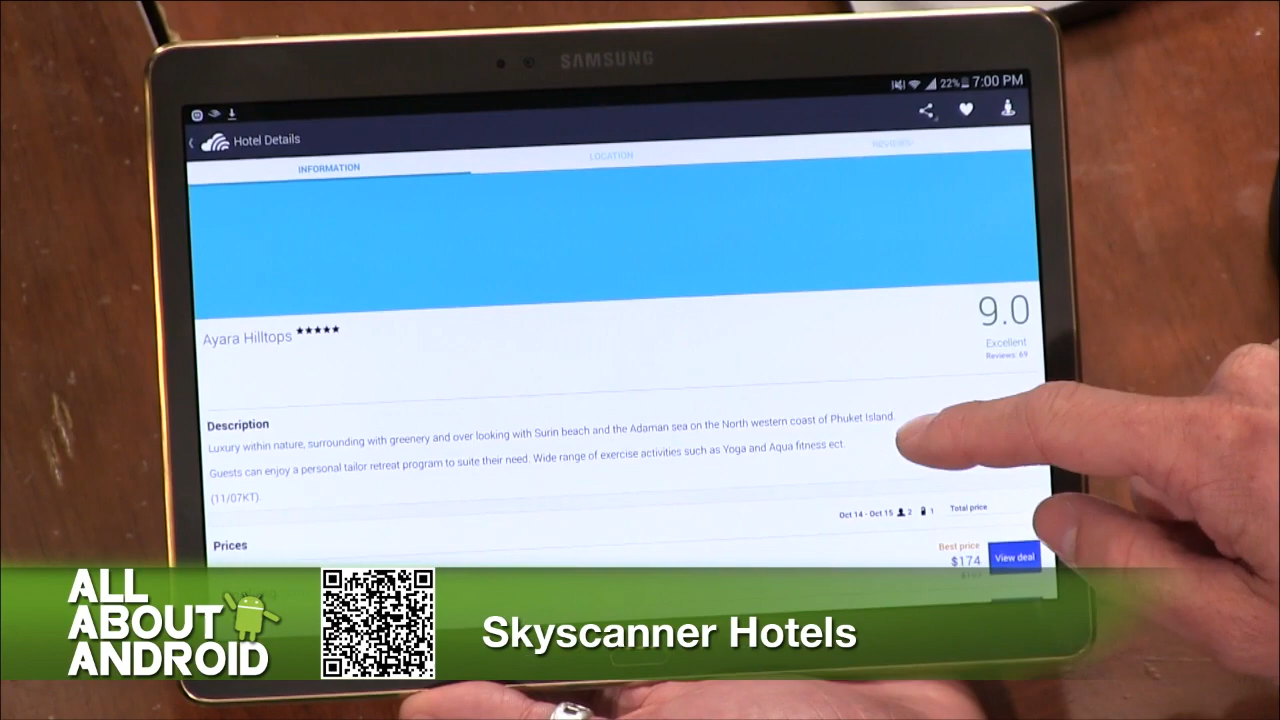 SAMSUNG
22% 7:00 PM
Hotel Details
INFORMATION LOCATION REVIEWS
Ayara Hilltops ★★★★★
9.0
Excellent
Reviews: 69
Description
Luxury within nature, surrounding with greenery and over looking with Surin beach and the Adaman sea on the North western coast of Phuket Island.
Guests can enjoy a personal tailor retreat program to suite their need. Wide range of exercise activities such as Yoga and Aqua fitness ect.
(11/07KT).
Oct 14 - Oct 15 2 1 Total price
Prices
Best price
$174
View deal
ALL
ABOUT
ANDROID
Skyscanner Hotels